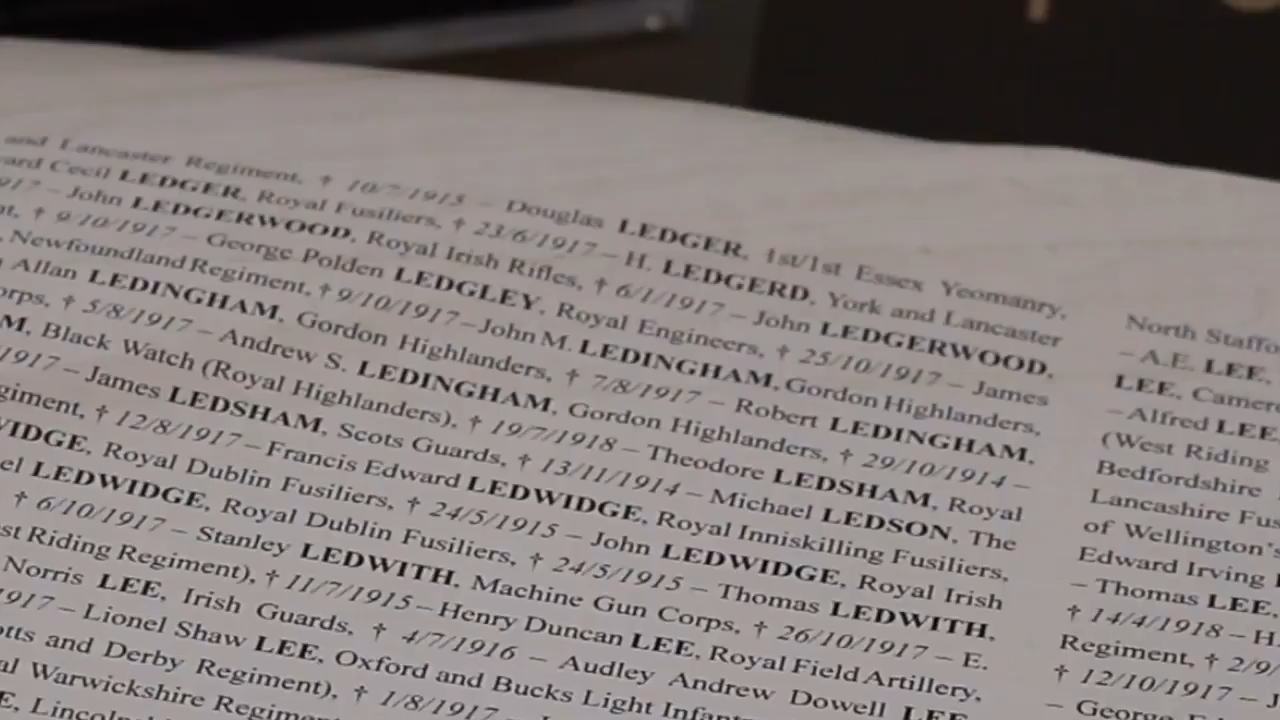 and Lancaster Regiment, † 10/7/1915 – Douglas LEDGER, 1st/1st Essex Yeomanry,
ard Cecil LEDGER, Royal Fusiliers, † 23/6/1917 – H. LEDGERD, York and Lancaster
917 – John LEDGERWOOD, Royal Irish Rifles, † 6/1/1917 – John LEDGERWOOD,
nt, † 9/10/1917 – George Polden LEDGLEY, Royal Engineers, † 25/10/1917 – James
, Newfoundland Regiment, † 9/10/1917 – John M. LEDINGHAM, Gordon Highlanders,
Allan LEDINGHAM, Gordon Highlanders, † 7/8/1917 – Robert LEDINGHAM,
orps, † 5/8/1917 – Andrew S. LEDINGHAM, Gordon Highlanders, † 29/10/1914 –
M, Black Watch (Royal Highlanders), † 19/7/1918 – Theodore LEDSHAM, Royal
/1917 – James LEDSHAM, Scots Guards, † 13/11/1914 – Michael LEDSON, The
giment, † 12/8/1917 – Francis Edward LEDWIDGE, Royal Inniskilling Fusiliers,
WIDGE, Royal Dublin Fusiliers, † 24/5/1915 – John LEDWIDGE, Royal Irish
el LEDWIDGE, Royal Dublin Fusiliers, † 24/5/1915 – Thomas LEDWITH,
† 6/10/1917 – Stanley LEDWITH, Machine Gun Corps, † 26/10/1917 – E.
st Riding Regiment), † 11/7/1915 – Henry Duncan LEE, Royal Field Artillery,
Norris LEE, Irish Guards, † 4/7/1916 – Audley Andrew Dowell LEE
1917 – Lionel Shaw LEE, Oxford and Bucks Light Infant
otts and Derby Regiment), † 1/8/1917 –
al Warwickshire Regim
E, Lincoln
North Staffo
– A.E. LEE,
LEE, Camero
– Alfred LEE
(West Riding
Bedfordshire
Lancashire Fus
of Wellington's
Edward Irving
– Thomas LEE,
† 14/4/1918 – H
Regiment, † 2/9/
† 12/10/1917 – J
– George